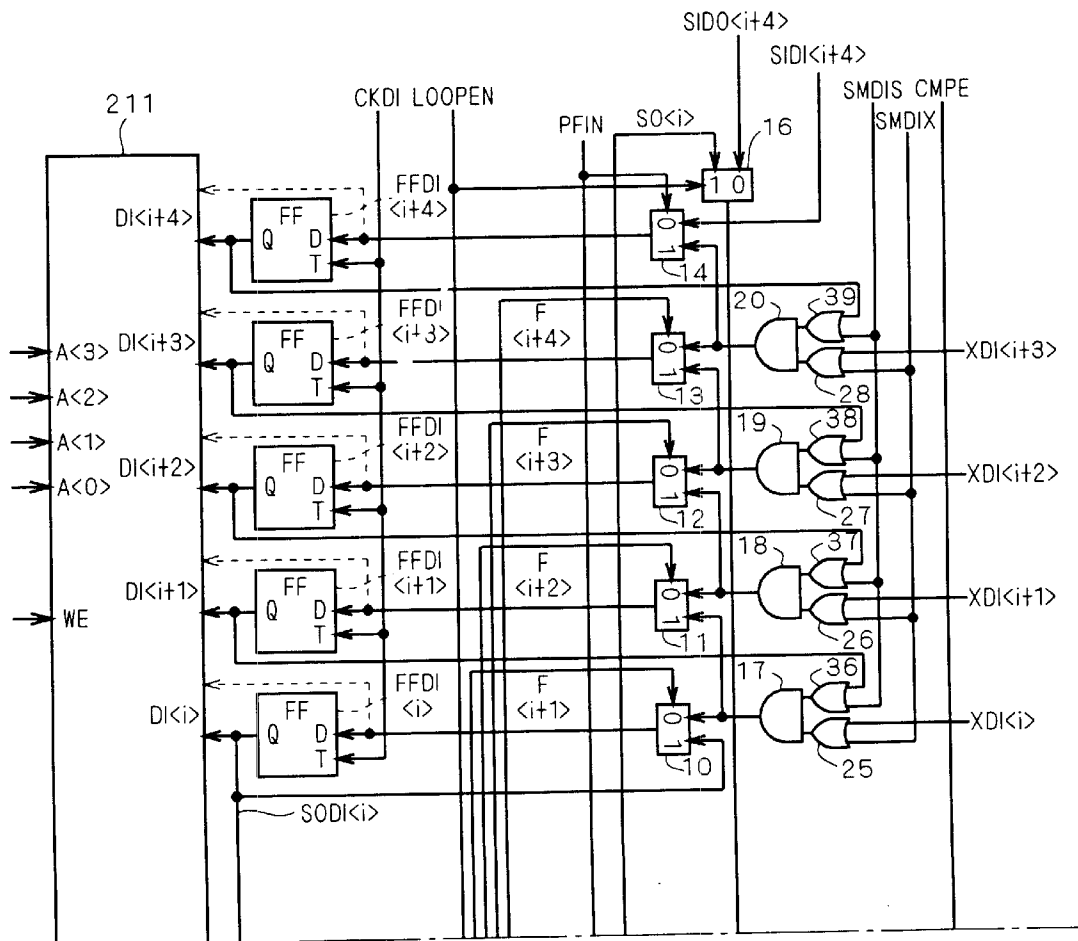 SIDO<i+4>
SIDI<i+4>
CKDI LOOPEN
SMDIS CMPE
SMDIX
211
PFIN
SO<i>
16
1 0
FFDI
<i+4>
DI<i+4>
FF
Q D
T
0
1
14
20
39
FFDI
<i+3>
F
<i+4>
A<3>
DI<i+3>
FF
Q D
T
0
1
13
XDI<i+3>
28
A<2>
19
38
FFDI
<i+2>
F
<i+3>
A<1>
DI<i+2>
FF
Q D
T
0
1
12
XDI<i+2>
27
A<0>
18
37
FFDI
<i+1>
F
<i+2>
DI<i+1>
FF
Q D
T
0
1
11
XDI<i+1>
26
WE
17
36
FFDI
<i>
F
<i+1>
DI<i>
FF
Q D
T
0
1
10
XDI<i>
25
SODI<i>